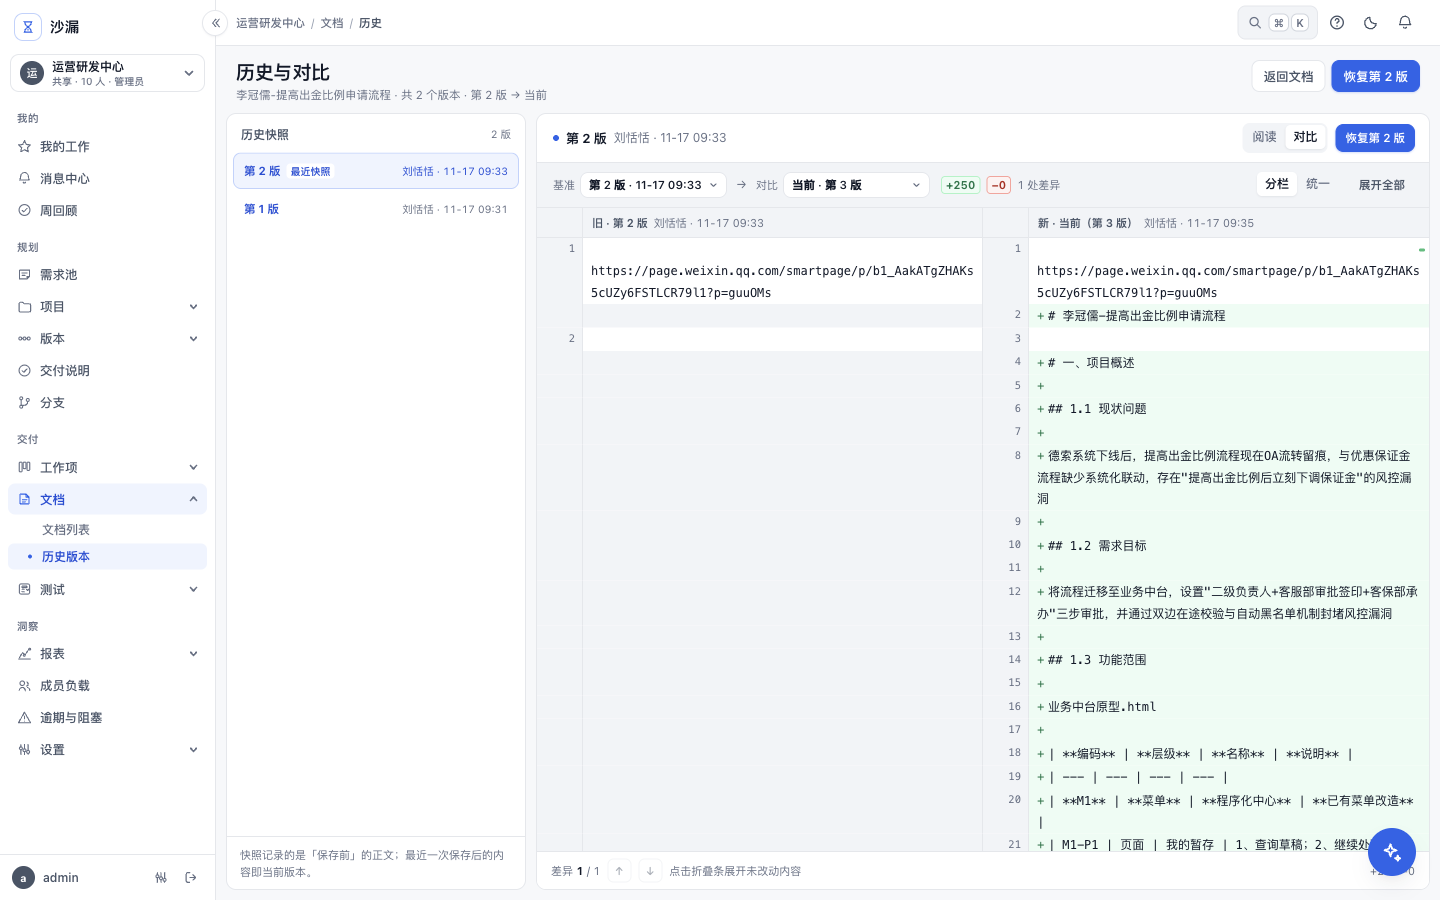 沙漏
运营研发中心 / 文档 / 历史
⌘ K
运
运营研发中心
共享 · 10 人 · 管理员
我的
我的工作
消息中心
周回顾
规划
需求池
项目
版本
交付说明
分支
交付
工作项
文档
文档列表
历史版本
测试
洞察
报表
成员负载
逾期与阻塞
设置
a admin
历史与对比
李冠儒-提高出金比例申请流程 · 共 2 个版本 · 第 2 版 → 当前
返回文档
恢复第 2 版
历史快照 2 版
第 2 版 最近快照 刘恬恬 · 11-17 09:33
第 1 版 刘恬恬 · 11-17 09:31
快照记录的是「保存前」的正文；最近一次保存后的内
容即当前版本。
第 2 版 刘恬恬 · 11-17 09:33
阅读 对比 恢复第 2 版
基准 第 2 版 · 11-17 09:33 → 对比 当前 · 第 3 版 +250 −0 1 处差异
分栏 统一 展开全部
旧 · 第 2 版 刘恬恬 · 11-17 09:33
新 · 当前（第 3 版） 刘恬恬 · 11-17 09:35
1
https://page.weixin.qq.com/smartpage/p/b1_AakATgZHAKs
5cUZy6FSTLCR79l1?p=guuOMs
2
1
https://page.weixin.qq.com/smartpage/p/b1_AakATgZHAKs
5cUZy6FSTLCR79l1?p=guuOMs
2 + # 李冠儒-提高出金比例申请流程
3
4 + # 一、项目概述
5 +
6 + ## 1.1 现状问题
7 +
8 + 德索系统下线后，提高出金比例流程现在OA流转留痕，与优惠保证金
流程缺少系统化联动，存在"提高出金比例后立刻下调保证金"的风控漏
洞
9 +
10 + ## 1.2 需求目标
11 +
12 + 将流程迁移至业务中台，设置"二级负责人+客服部审批签印+客保部承
办"三步审批，并通过双边在途校验与自动黑名单机制封堵风控漏洞
13 +
14 + ## 1.3 功能范围
15 +
16 + 业务中台原型.html
17 +
18 + | **编码** | **层级** | **名称** | **说明** |
19 + | --- | --- | --- | --- |
20 + | **M1** | **菜单** | **程序化中心** | **已有菜单改造**
|
21 + | M1-P1 | 页面 | 我的暂存 | 1、查询草稿；2、继续处
差异 1 / 1 ↑ ↓ 点击折叠条展开未改动内容